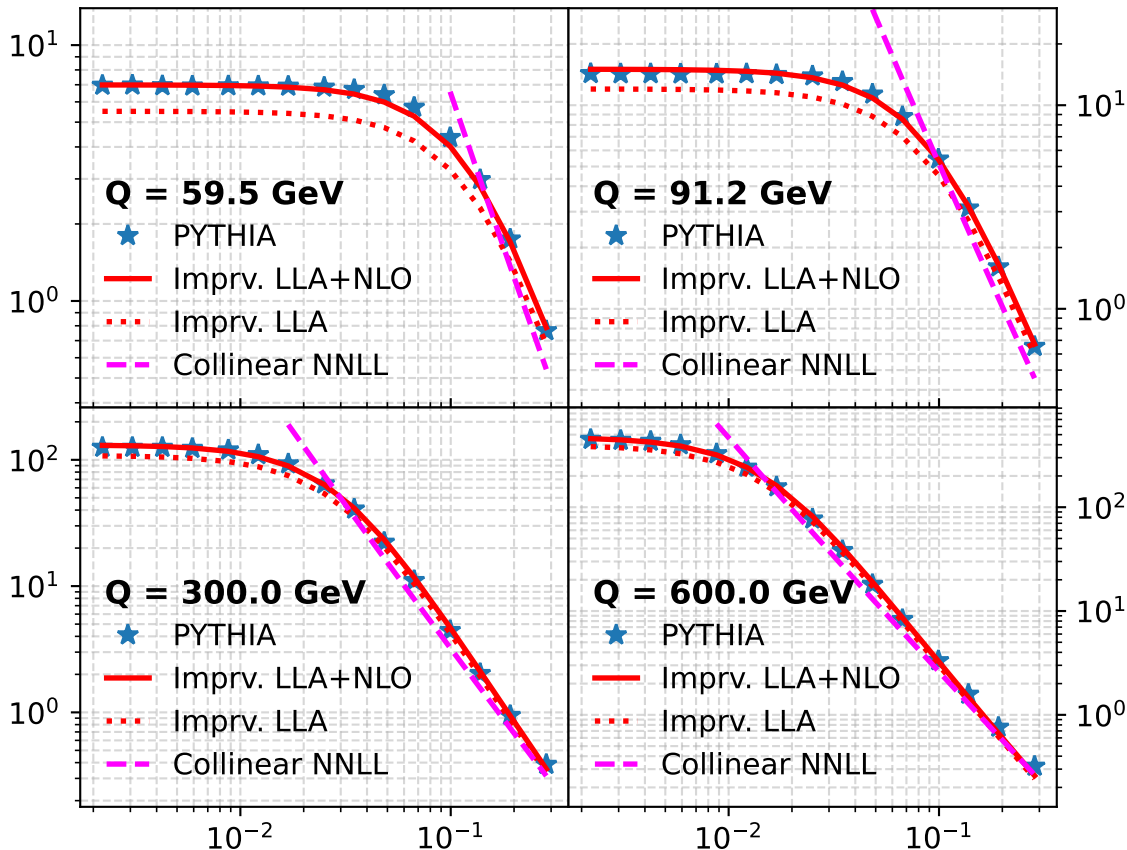 10¹
10⁰
Q = 59.5 GeV
PYTHIA
Imprv. LLA+NLO
Imprv. LLA
Collinear NNLL
Q = 91.2 GeV
PYTHIA
Imprv. LLA+NLO
Imprv. LLA
Collinear NNLL
10¹
10⁰
10²
10¹
10⁰
Q = 300.0 GeV
PYTHIA
Imprv. LLA+NLO
Imprv. LLA
Collinear NNLL
Q = 600.0 GeV
PYTHIA
Imprv. LLA+NLO
Imprv. LLA
Collinear NNLL
10²
10¹
10⁰
10⁻² 10⁻¹ 10⁻² 10⁻¹